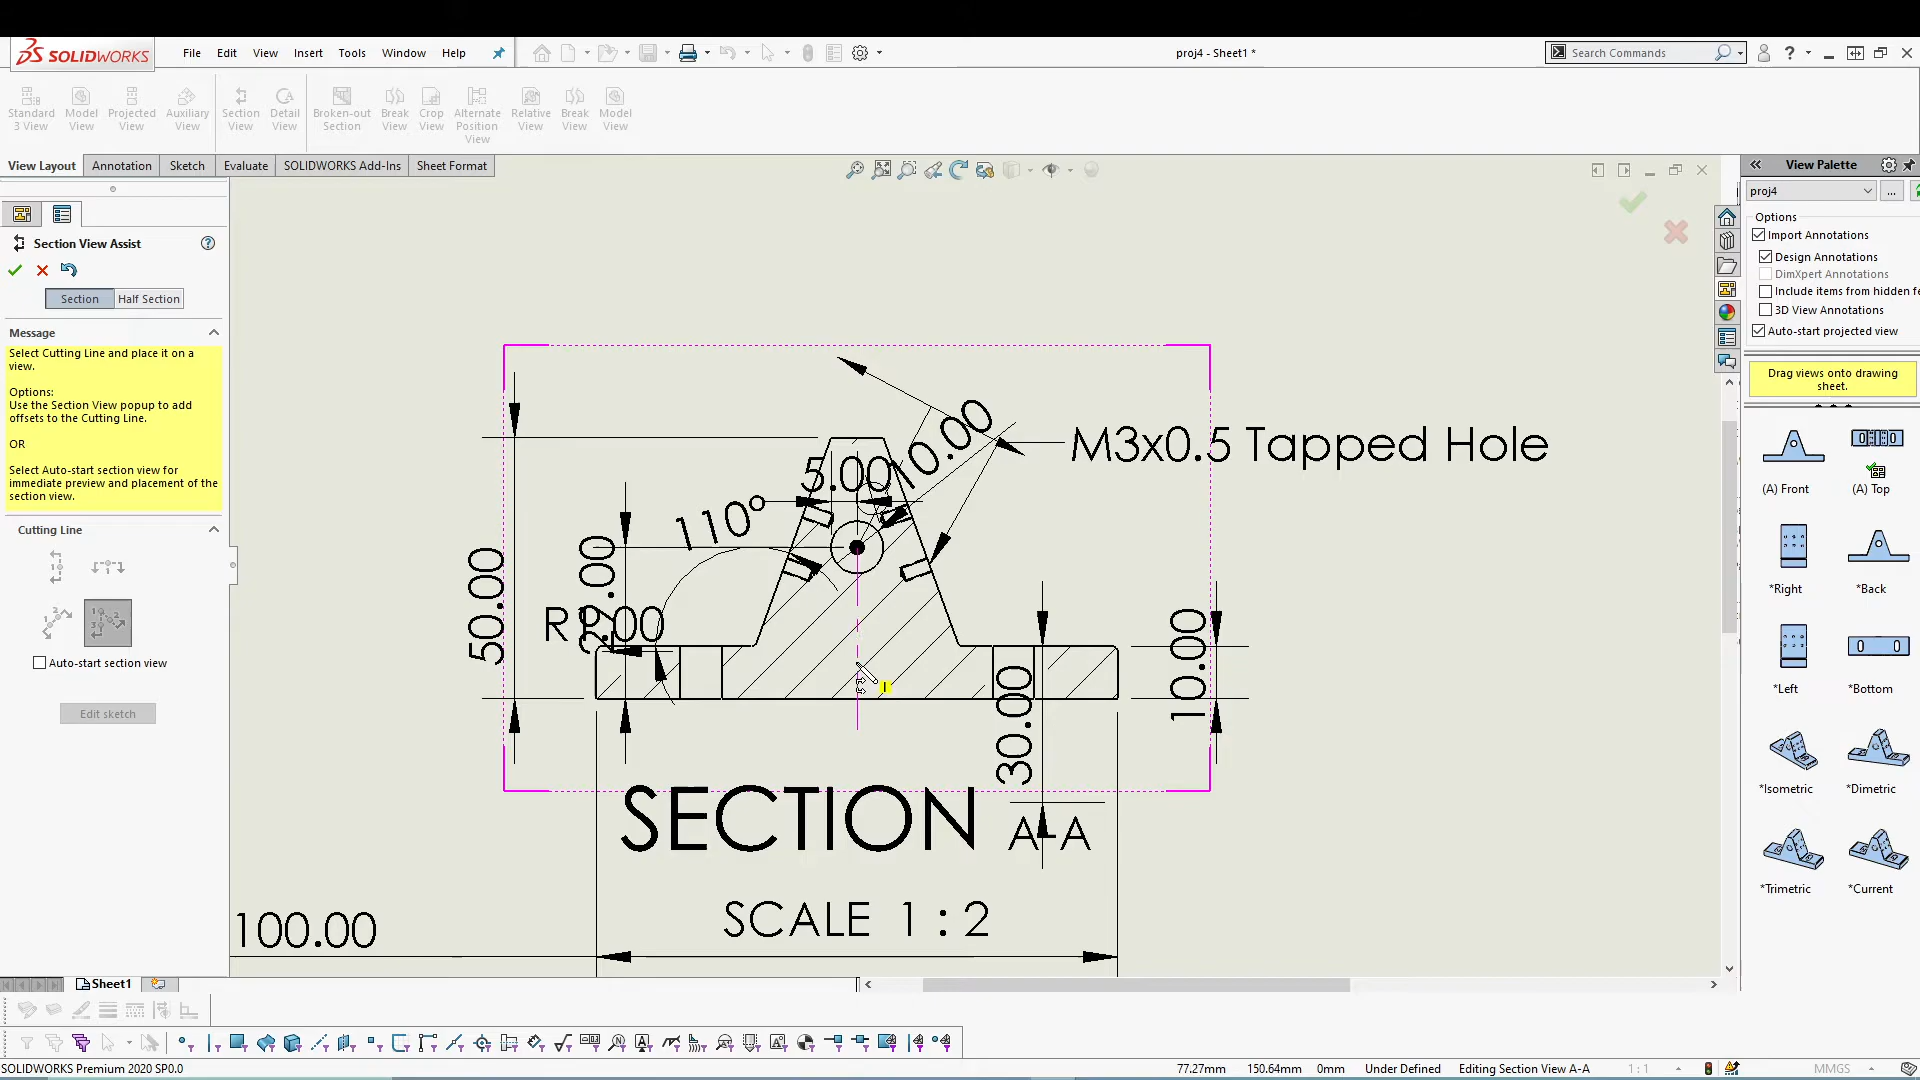 SOLIDWORKS
File Edit View Insert Tools Window Help
proj4 - Sheet1 *
Search Commands
Standard 3 View
Model View
Projected View
Auxiliary View
Section View
Detail View
Broken-out Section
Break View
Crop View
Alternate Position View
Relative View
Break View
Model View
View Layout Annotation Sketch Evaluate SOLIDWORKS Add-Ins Sheet Format
Section View Assist
Section Half Section
Message
Select Cutting Line and place it on a
view.
Options:
Use the Section View popup to add
offsets to the Cutting Line.
OR
Select Auto-start section view for
immediate preview and placement of the
section view.
Cutting Line
Auto-start section view
Edit sketch
M3x0.5 Tapped Hole
10.00
5.00
110°
50.00
30.00
10.00
SECTION A-A
SCALE 1 : 2
100.00
View Palette
proj4
...
Options
Import Annotations
Design Annotations
DimXpert Annotations
Include items from hidden fe
3D View Annotations
Auto-start projected view
Drag views onto drawing
sheet.
(A) Front
(A) Top
*Right
*Back
*Left
*Bottom
*Isometric
*Dimetric
*Trimetric
*Current
Sheet1
SOLIDWORKS Premium 2020 SP0.0
77.27mm 150.64mm 0mm Under Defined Editing Section View A-A 1 : 1 MMGS